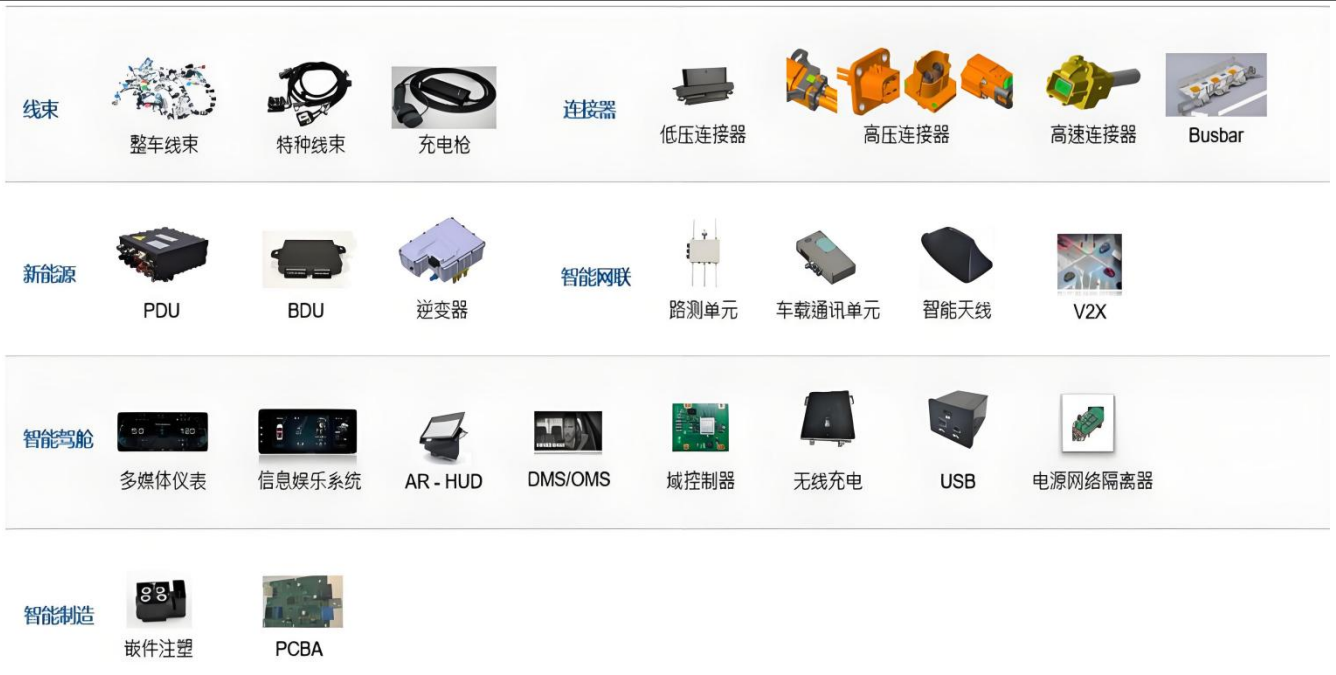 线束
整车线束
特种线束
充电枪
连接器
低压连接器
高压连接器
高速连接器
Busbar
新能源
PDU
BDU
逆变器
智能网联
路测单元
车载通讯单元
智能天线
V2X
智能驾舱
50
120
多媒体仪表
信息娱乐系统
AR - HUD
DMS/OMS
域控制器
无线充电
USB
电源网络隔离器
智能制造
嵌件注塑
PCBA